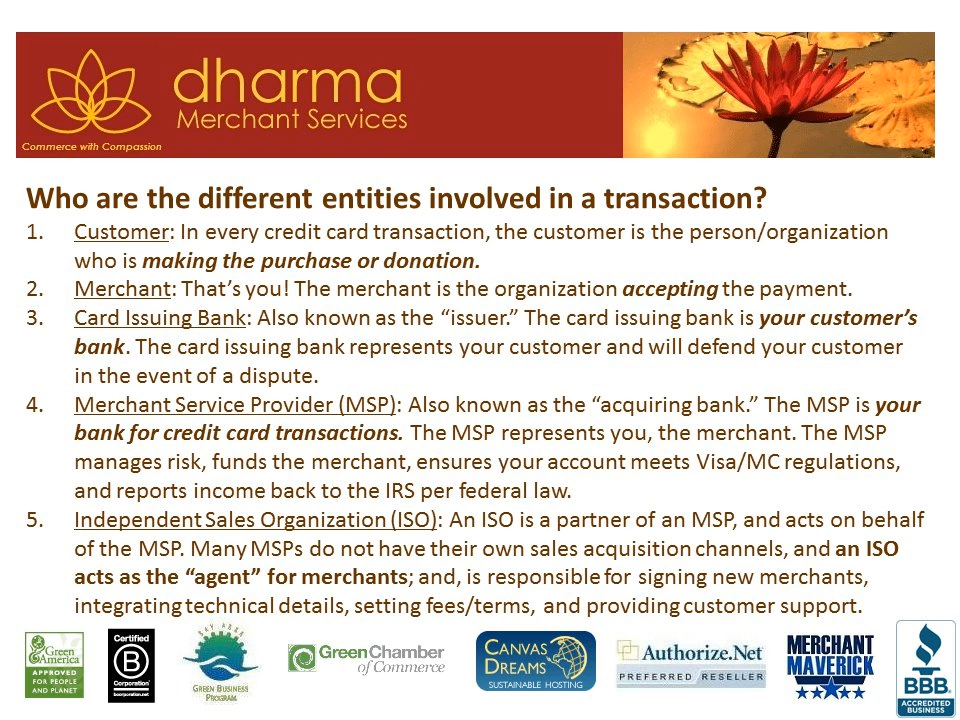 dharma
Merchant Services
Commerce with Compassion
Who are the different entities involved in a transaction?
1. Customer: In every credit card transaction, the customer is the person/organization
who is making the purchase or donation.
2. Merchant: That’s you! The merchant is the organization accepting the payment.
3. Card Issuing Bank: Also known as the “issuer.” The card issuing bank is your customer’s
bank. The card issuing bank represents your customer and will defend your customer
in the event of a dispute.
4. Merchant Service Provider (MSP): Also known as the “acquiring bank.” The MSP is your
bank for credit card transactions. The MSP represents you, the merchant. The MSP
manages risk, funds the merchant, ensures your account meets Visa/MC regulations,
and reports income back to the IRS per federal law.
5. Independent Sales Organization (ISO): An ISO is a partner of an MSP, and acts on behalf
of the MSP. Many MSPs do not have their own sales acquisition channels, and an ISO
acts as the “agent” for merchants; and, is responsible for signing new merchants,
integrating technical details, setting fees/terms, and providing customer support.
Green
America
APPROVED
FOR PEOPLE
AND PLANET
Certified
B
Corporation
bcorporation.net
BAY AREA
GREEN BUSINESS
PROGRAM
GreenChamber
of Commerce
CANVAS
DREAMS
SUSTAINABLE HOSTING
Authorize.Net
PREFERRED RESELLER
MERCHANT
MAVERICK
BBB
ACCREDITED
BUSINESS